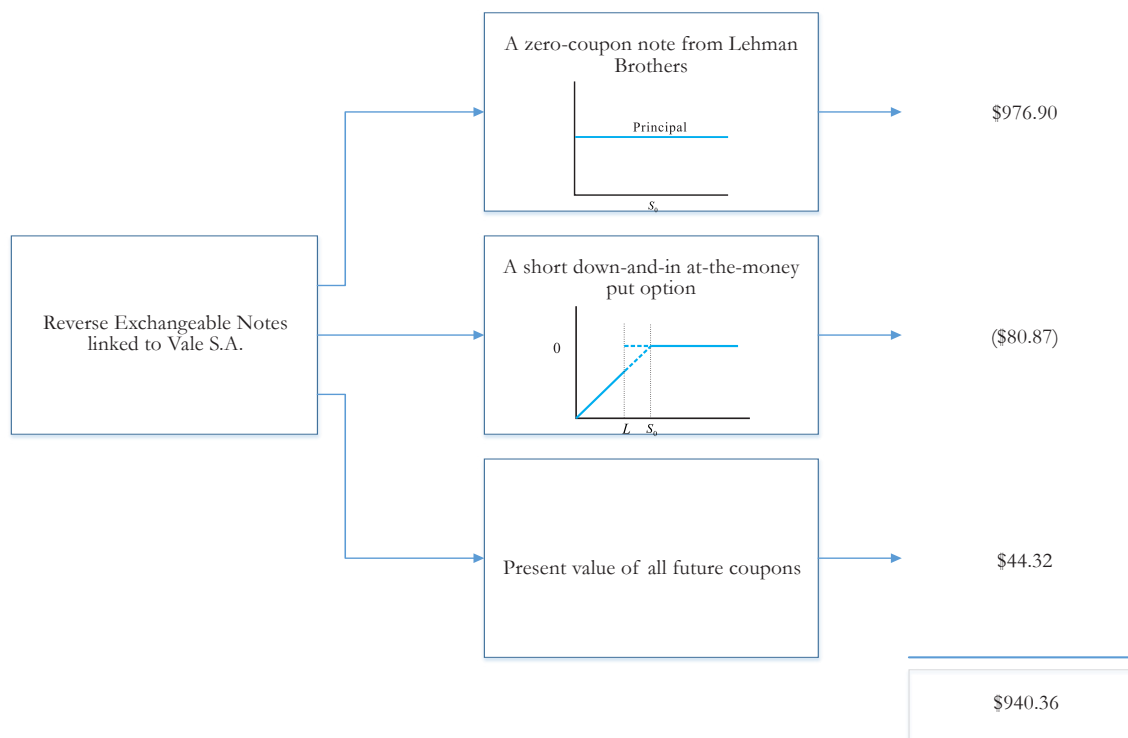 A zero-coupon note from Lehman
Brothers
Principal
S₀
$976.90
Reverse Exchangeable Notes
linked to Vale S.A.
A short down-and-in at-the-money
put option
0
L S₀
($80.87)
Present value of all future coupons
$44.32
$940.36